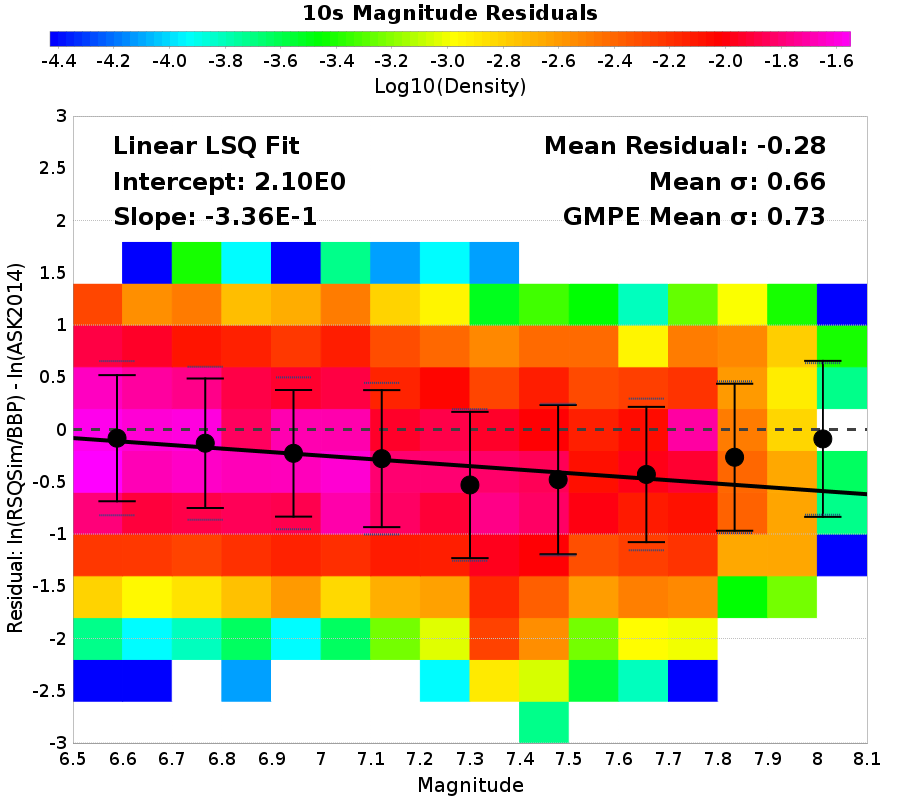 10s Magnitude Residuals
-4.4 -4.2 -4.0 -3.8 -3.6 -3.4 -3.2 -3.0 -2.8 -2.6 -2.4 -2.2 -2.0 -1.8 -1.6
Log10(Density)
Linear LSQ Fit
Intercept: 2.10E0
Slope: -3.36E-1
Mean Residual: -0.28
Mean σ: 0.66
GMPE Mean σ: 0.73
Residual: ln(RSQSim/BBP) - ln(ASK2014)
3
2.5
2
1.5
1
0.5
0
-0.5
-1
-1.5
-2
-2.5
-3
6.5 6.6 6.7 6.8 6.9 7 7.1 7.2 7.3 7.4 7.5 7.6 7.7 7.8 7.9 8 8.1
Magnitude